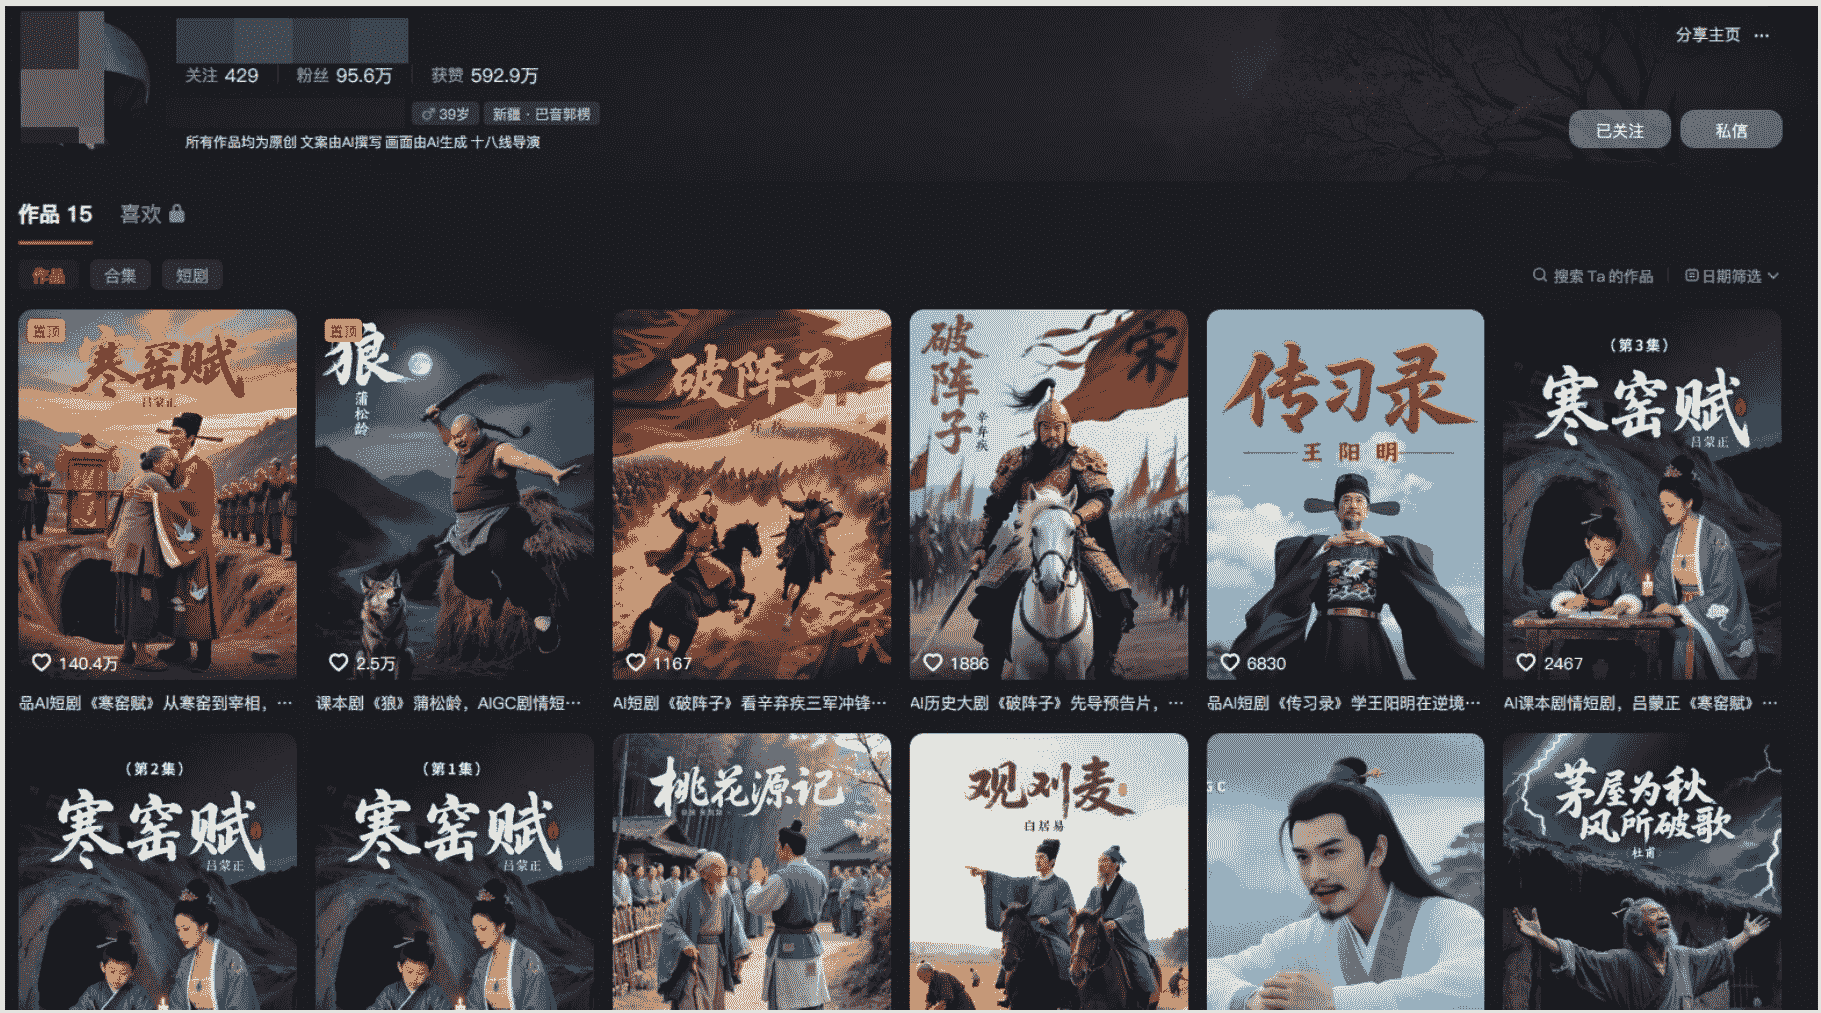 分享主页 ···
关注 429 粉丝 95.6万 获赞 592.9万
♂ 39岁 新疆 · 巴音郭楞
所有作品均为原创 文案由AI撰写 画面由AI生成 十八线导演
已关注 私信
作品 15 喜欢
作品 合集 短剧
搜索 Ta 的作品 日期筛选
置顶
寒窑赋
吕蒙正
140.4万
品AI短剧《寒窑赋》从寒窑到宰相，···
置顶
狼
蒲松龄
2.5万
课本剧《狼》蒲松龄，AIGC剧情短···
破阵子
辛弃疾
1167
AI短剧《破阵子》看辛弃疾三军冲锋···
破阵子
辛弃疾
宋
1886
AI历史大剧《破阵子》先导预告片，···
传习录
王阳明
6830
品AI短剧《传习录》学王阳明在逆境···
（第3集）
寒窑赋
吕蒙正
2467
AI课本剧情短剧，吕蒙正《寒窑赋》···
（第2集）
寒窑赋
吕蒙正
（第1集）
寒窑赋
吕蒙正
桃花源记
观刈麦
白居易
GC
茅屋为秋
风所破歌
杜甫